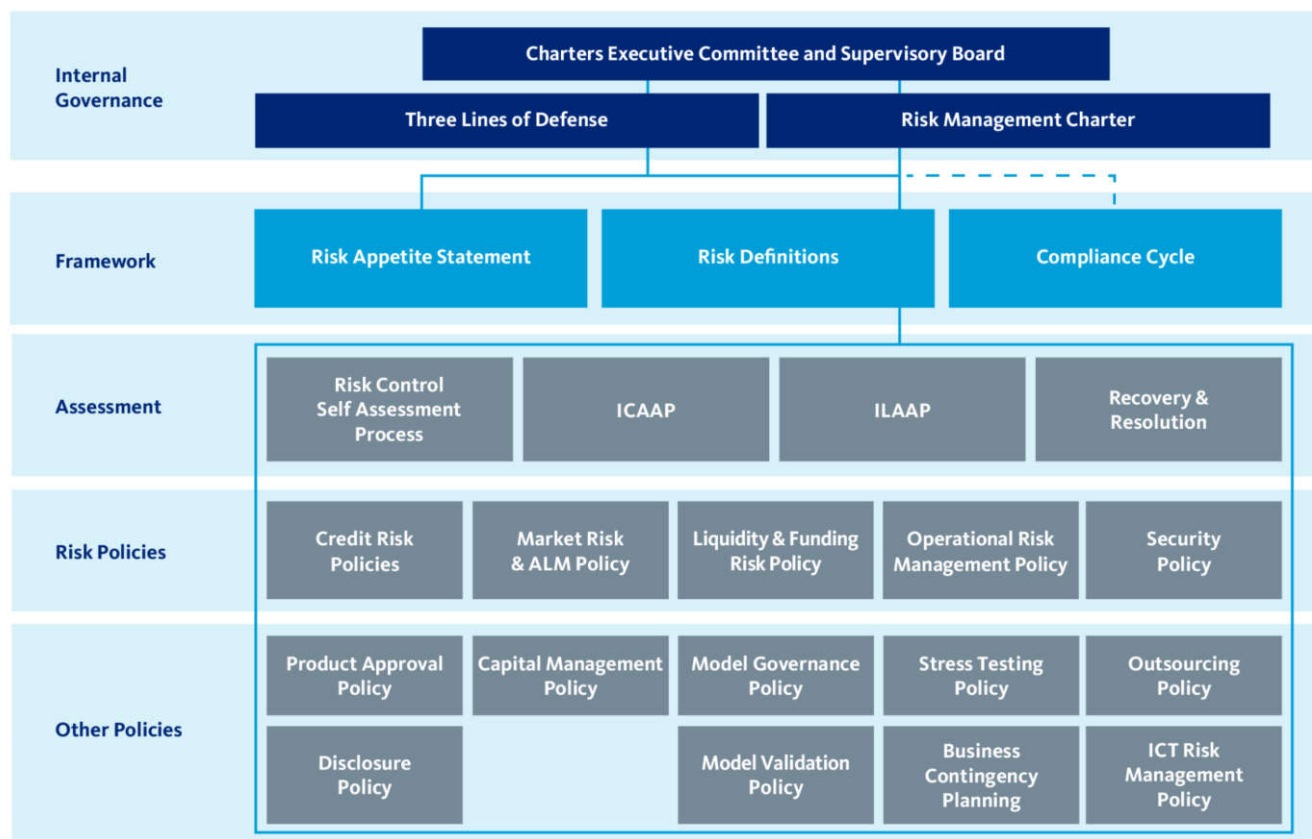 Internal
Governance
Charters Executive Committee and Supervisory Board
Three Lines of Defense
Risk Management Charter
Framework
Risk Appetite Statement
Risk Definitions
Compliance Cycle
Assessment
Risk Control
Self Assessment
Process
ICAAP
ILAAP
Recovery &
Resolution
Risk Policies
Credit Risk
Policies
Market Risk
& ALM Policy
Liquidity & Funding
Risk Policy
Operational Risk
Management Policy
Security
Policy
Other Policies
Product Approval
Policy
Capital Management
Policy
Model Governance
Policy
Stress Testing
Policy
Outsourcing
Policy
Disclosure
Policy
Model Validation
Policy
Business
Contingency
Planning
ICT Risk
Management
Policy